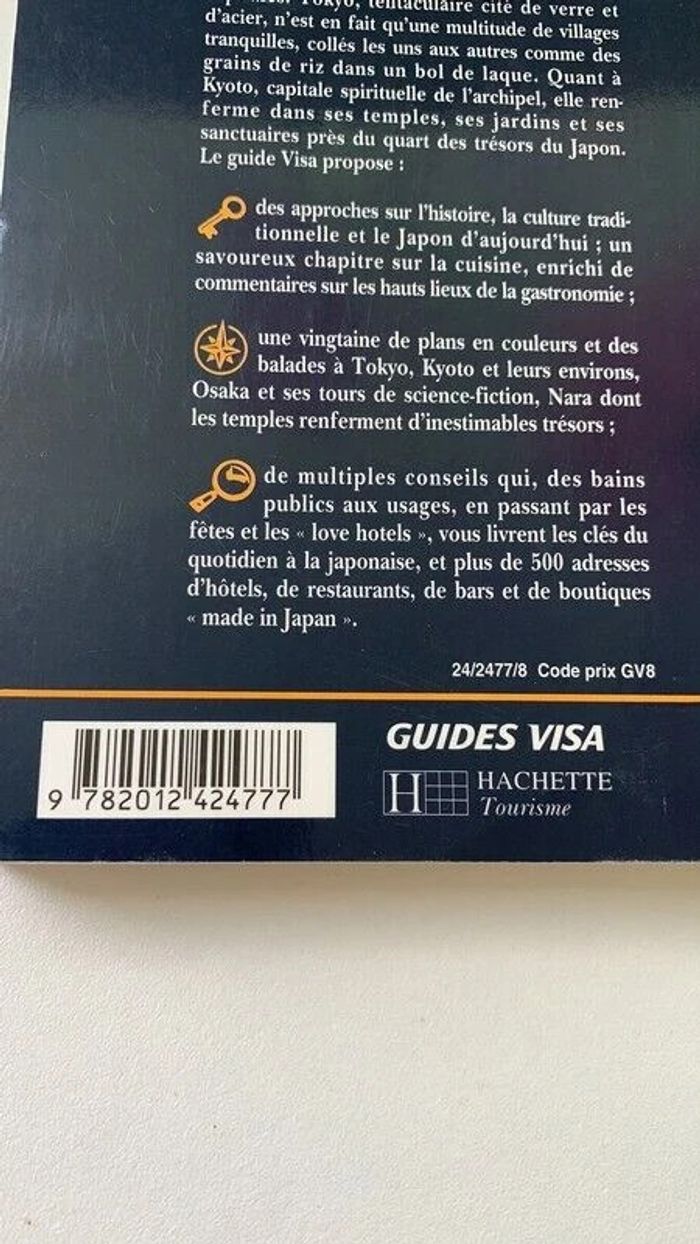 Tokyo, tentaculaire cité de verre et
d'acier, n'est en fait qu'une multitude de villages
tranquilles, collés les uns aux autres comme des
grains de riz dans un bol de laque. Quant à
Kyoto, capitale spirituelle de l'archipel, elle ren-
ferme dans ses temples, ses jardins et ses
sanctuaires près du quart des trésors du Japon.
Le guide Visa propose :
des approches sur l'histoire, la culture tradi-
tionnelle et le Japon d'aujourd'hui ; un
savoureux chapitre sur la cuisine, enrichi de
commentaires sur les hauts lieux de la gastronomie ;
une vingtaine de plans en couleurs et des
balades à Tokyo, Kyoto et leurs environs,
Osaka et ses tours de science-fiction, Nara dont
les temples renferment d'inestimables trésors ;
de multiples conseils qui, des bains
publics aux usages, en passant par les
fêtes et les « love hotels », vous livrent les clés du
quotidien à la japonaise, et plus de 500 adresses
d'hôtels, de restaurants, de bars et de boutiques
« made in Japan ».
24/2477/8 Code prix GV8
9 782012 424777
GUIDES VISA
H HACHETTE
Tourisme